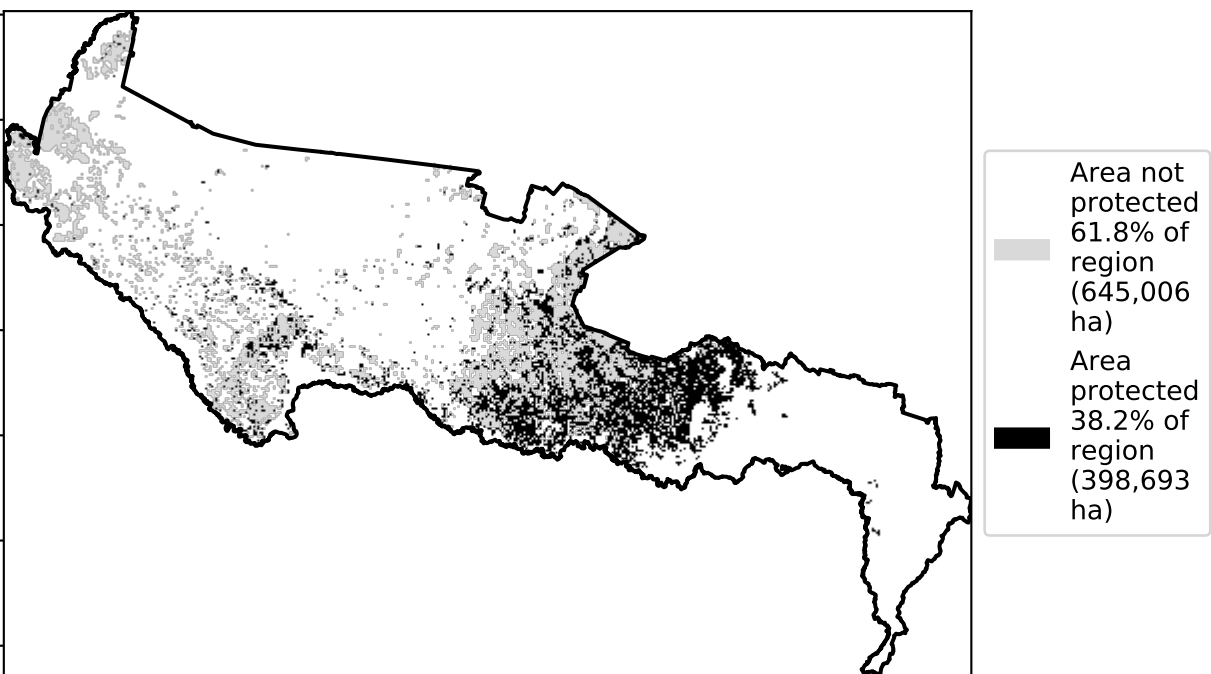 Area not
protected
61.8% of
region
(645,006
ha)
Area
protected
38.2% of
region
(398,693
ha)